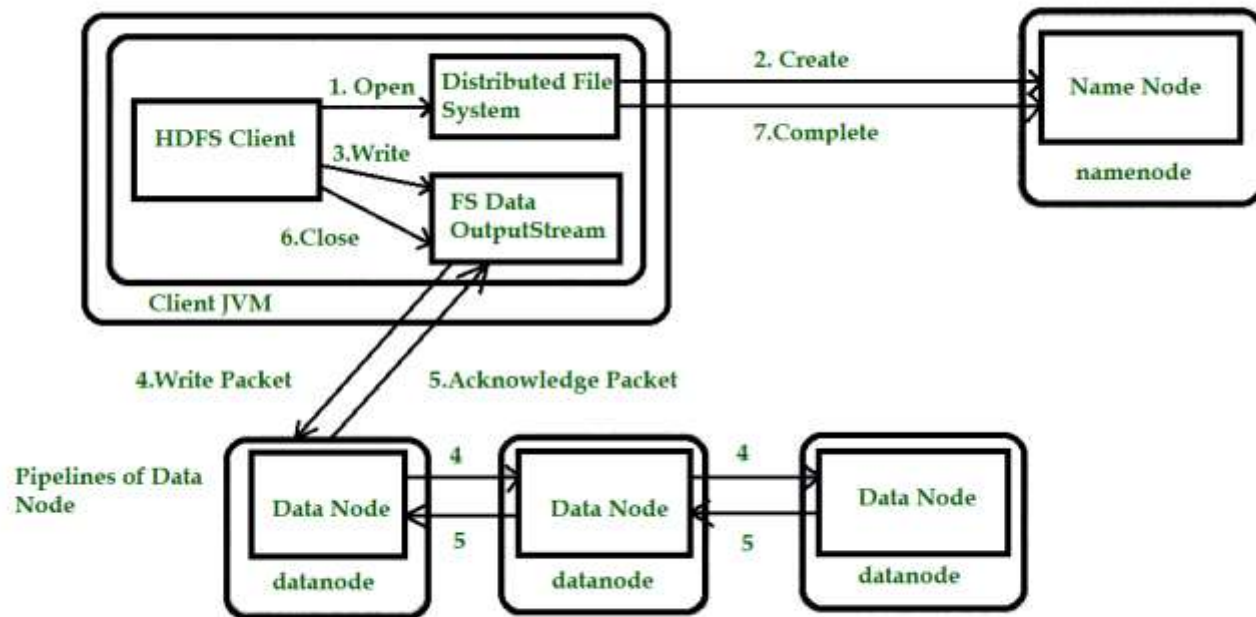 1. Open
Distributed File
System
2. Create
Name Node
HDFS Client
7.Complete
3.Write
namenode
FS Data
OutputStream
6.Close
Client JVM
4.Write Packet
5.Acknowledge Packet
Pipelines of Data
Node
4
4
Data Node
Data Node
Data Node
5
5
datanode
datanode
datanode